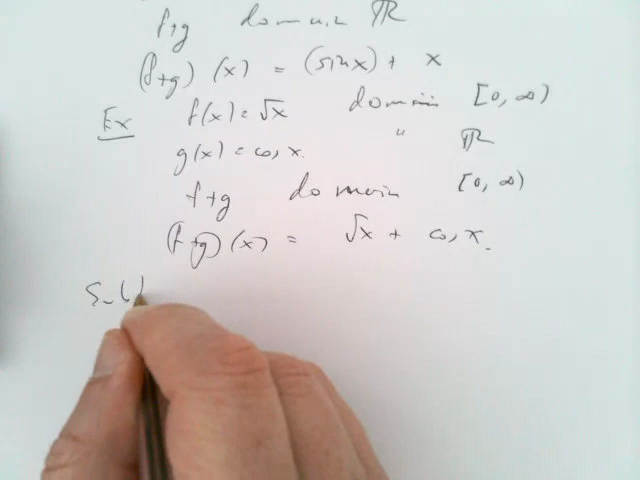 f+g domain ℝ
(f+g)(x) = (sin x) + x
Ex f(x) = √x domain [0, ∞)
g(x) = cos x. " ℝ
f+g domain [0, ∞)
(f+g)(x) = √x + cos x.